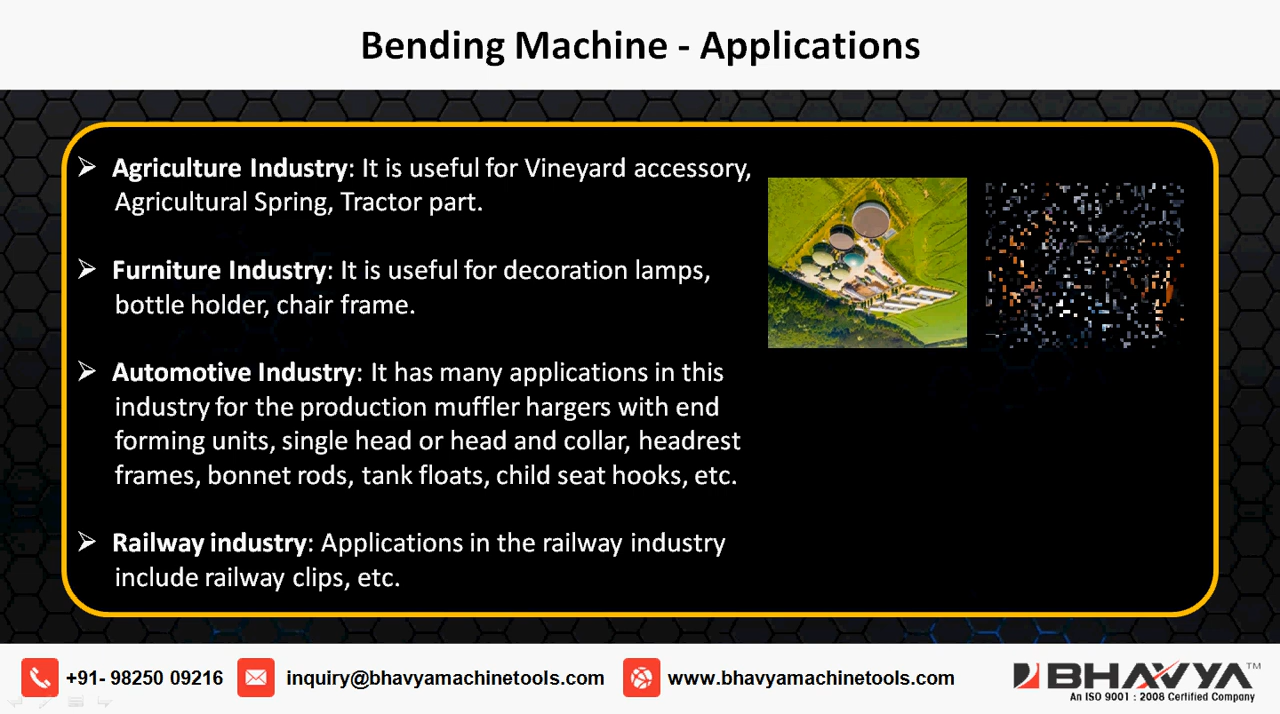 Bending Machine - Applications
➢ Agriculture Industry: It is useful for Vineyard accessory,
Agricultural Spring, Tractor part.
➢ Furniture Industry: It is useful for decoration lamps,
bottle holder, chair frame.
➢ Automotive Industry: It has many applications in this
industry for the production muffler hargers with end
forming units, single head or head and collar, headrest
frames, bonnet rods, tank floats, child seat hooks, etc.
➢ Railway industry: Applications in the railway industry
include railway clips, etc.
+91- 98250 09216 inquiry@bhavyamachinetools.com www.bhavyamachinetools.com
BHAVYA™
An ISO 9001 : 2008 Certified Company